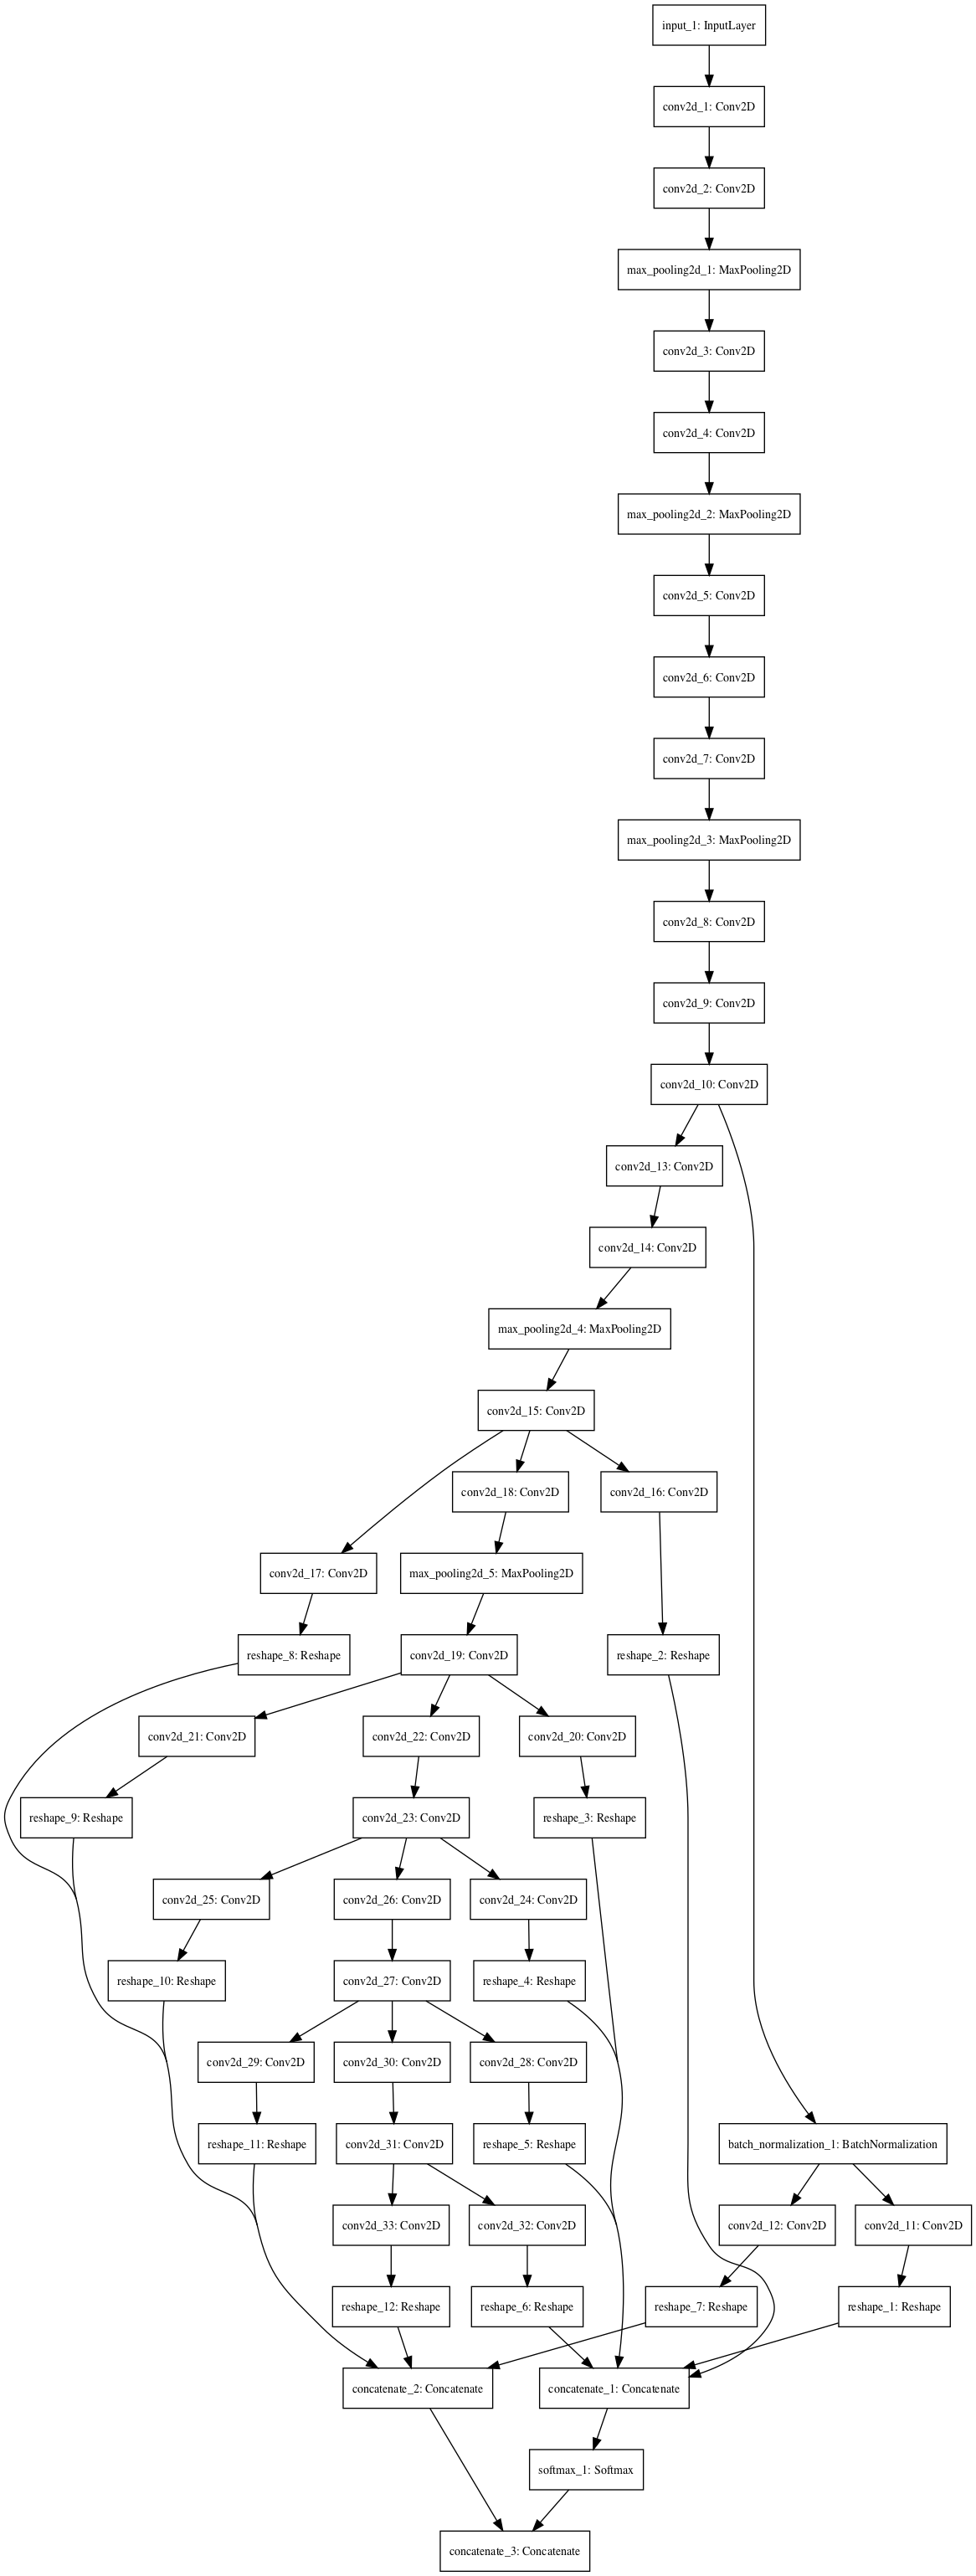 input_1: InputLayer
conv2d_1: Conv2D
conv2d_2: Conv2D
max_pooling2d_1: MaxPooling2D
conv2d_3: Conv2D
conv2d_4: Conv2D
max_pooling2d_2: MaxPooling2D
conv2d_5: Conv2D
conv2d_6: Conv2D
conv2d_7: Conv2D
max_pooling2d_3: MaxPooling2D
conv2d_8: Conv2D
conv2d_9: Conv2D
conv2d_10: Conv2D
conv2d_13: Conv2D
conv2d_14: Conv2D
max_pooling2d_4: MaxPooling2D
conv2d_15: Conv2D
conv2d_18: Conv2D
conv2d_16: Conv2D
conv2d_17: Conv2D
max_pooling2d_5: MaxPooling2D
reshape_8: Reshape
conv2d_19: Conv2D
reshape_2: Reshape
conv2d_21: Conv2D
conv2d_22: Conv2D
conv2d_20: Conv2D
reshape_9: Reshape
conv2d_23: Conv2D
reshape_3: Reshape
conv2d_25: Conv2D
conv2d_26: Conv2D
conv2d_24: Conv2D
reshape_10: Reshape
conv2d_27: Conv2D
reshape_4: Reshape
conv2d_29: Conv2D
conv2d_30: Conv2D
conv2d_28: Conv2D
reshape_11: Reshape
conv2d_31: Conv2D
reshape_5: Reshape
batch_normalization_1: BatchNormalization
conv2d_33: Conv2D
conv2d_32: Conv2D
conv2d_12: Conv2D
conv2d_11: Conv2D
reshape_12: Reshape
reshape_6: Reshape
reshape_7: Reshape
reshape_1: Reshape
concatenate_2: Concatenate
concatenate_1: Concatenate
softmax_1: Softmax
concatenate_3: Concatenate